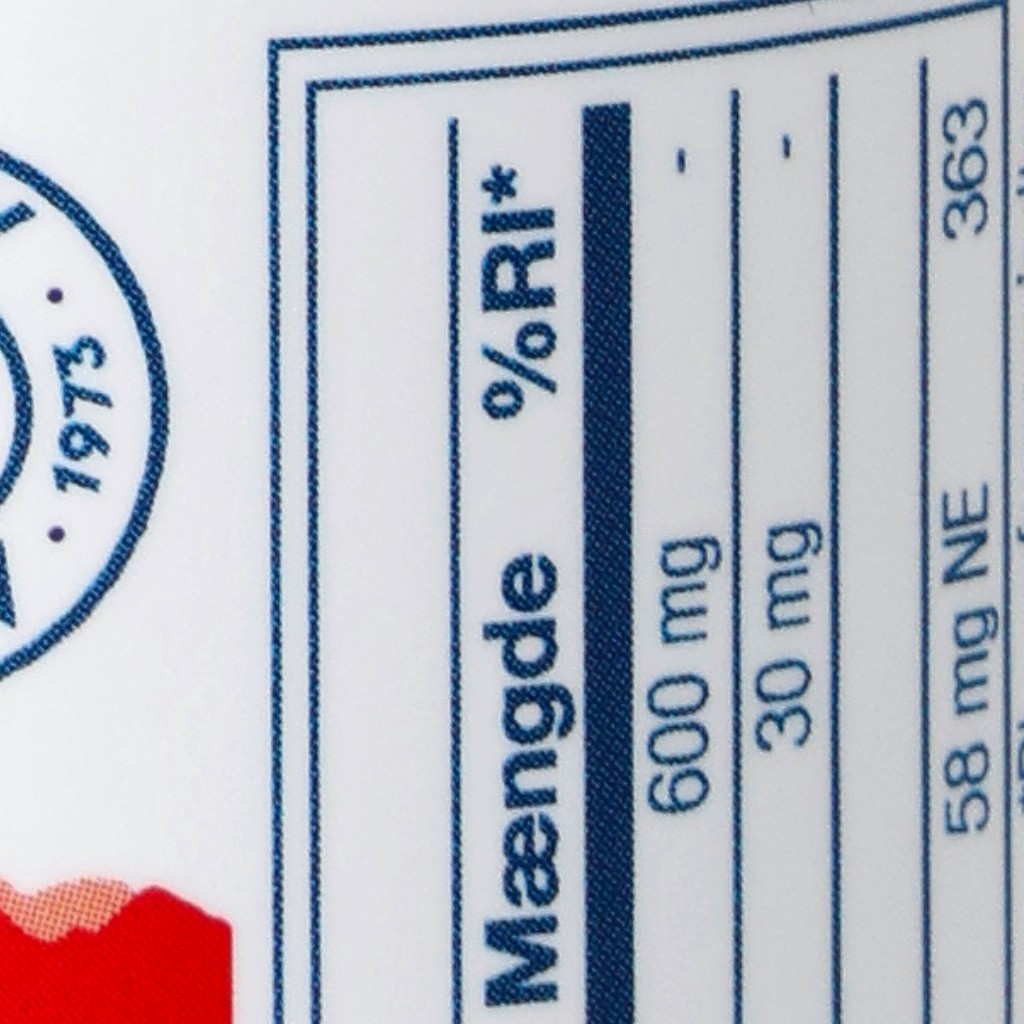 · 1973 ·
Mængde %RI*
600 mg -
30 mg -
58 mg NE 363